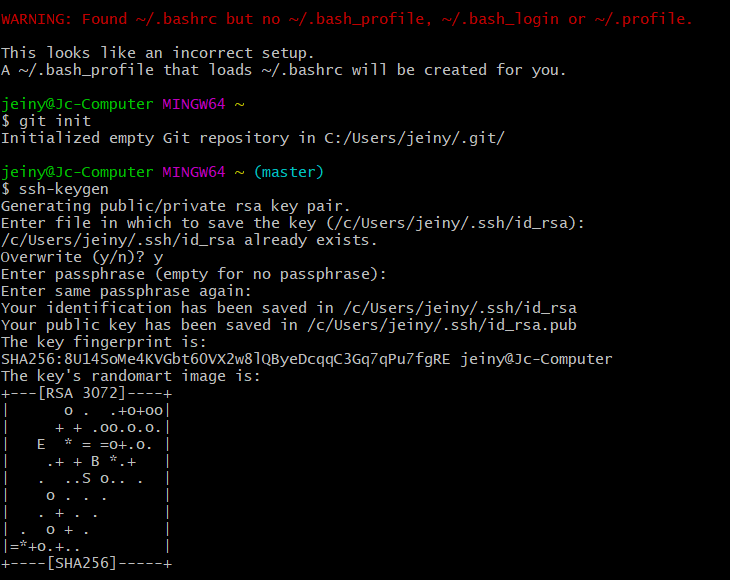 WARNING: Found ~/.bashrc but no ~/.bash_profile, ~/.bash_login or ~/.profile.
This looks like an incorrect setup.
A ~/.bash_profile that loads ~/.bashrc will be created for you.
jeiny@Jc-Computer MINGW64 ~
$ git init
Initialized empty Git repository in C:/Users/jeiny/.git/
jeiny@Jc-Computer MINGW64 ~ (master)
$ ssh-keygen
Generating public/private rsa key pair.
Enter file in which to save the key (/c/Users/jeiny/.ssh/id_rsa):
/c/Users/jeiny/.ssh/id_rsa already exists.
Overwrite (y/n)? y
Enter passphrase (empty for no passphrase):
Enter same passphrase again:
Your identification has been saved in /c/Users/jeiny/.ssh/id_rsa
Your public key has been saved in /c/Users/jeiny/.ssh/id_rsa.pub
The key fingerprint is:
SHA256:8U14SoMe4KVGbt6OVX2w8lQByeDcqqC3Gq7qPu7fgRE jeiny@Jc-Computer
The key's randomart image is:
+---[RSA 3072]----+
|      o .  .+o+oo|
|     + + .oo.o.o.|
|   E  * = =o+.o. |
|    .+ + B *.+   |
|   .  ..S o.. .  |
|    o . . .      |
|   . + . .       |
| .  o + .        |
|=*+o.+..         |
+----[SHA256]-----+